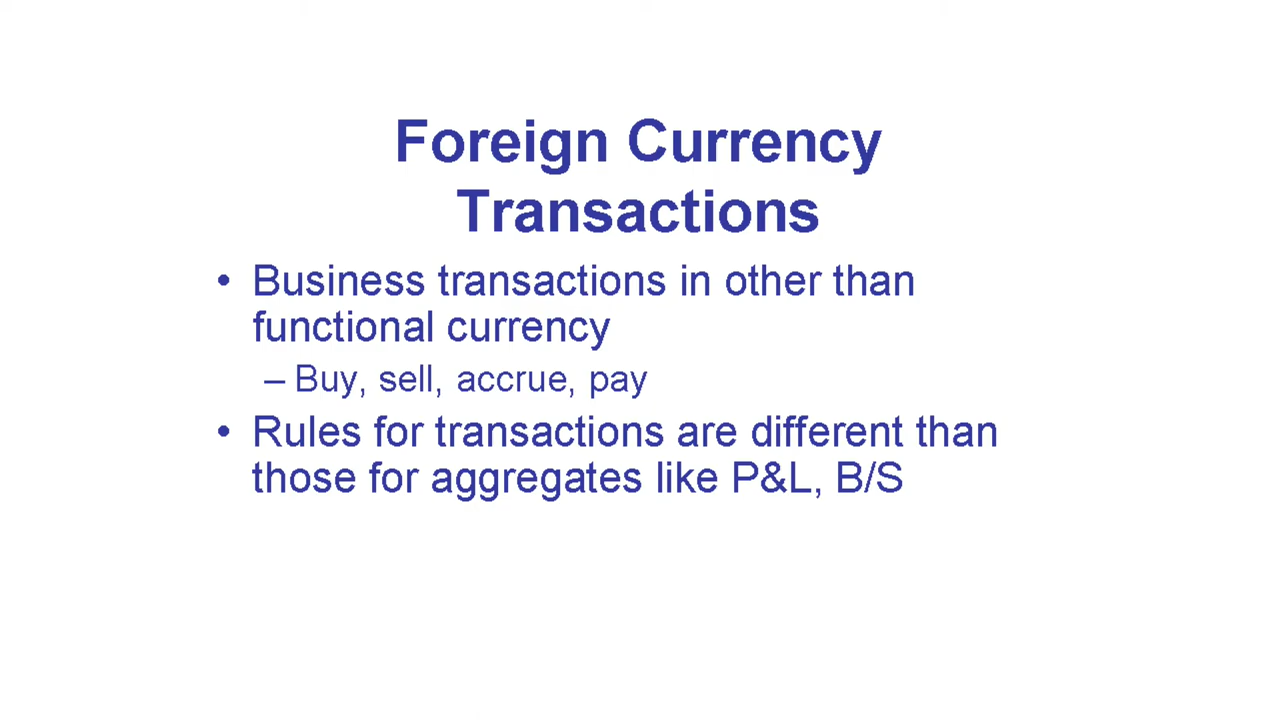 Foreign Currency
Transactions
• Business transactions in other than
functional currency
– Buy, sell, accrue, pay
• Rules for transactions are different than
those for aggregates like P&L, B/S